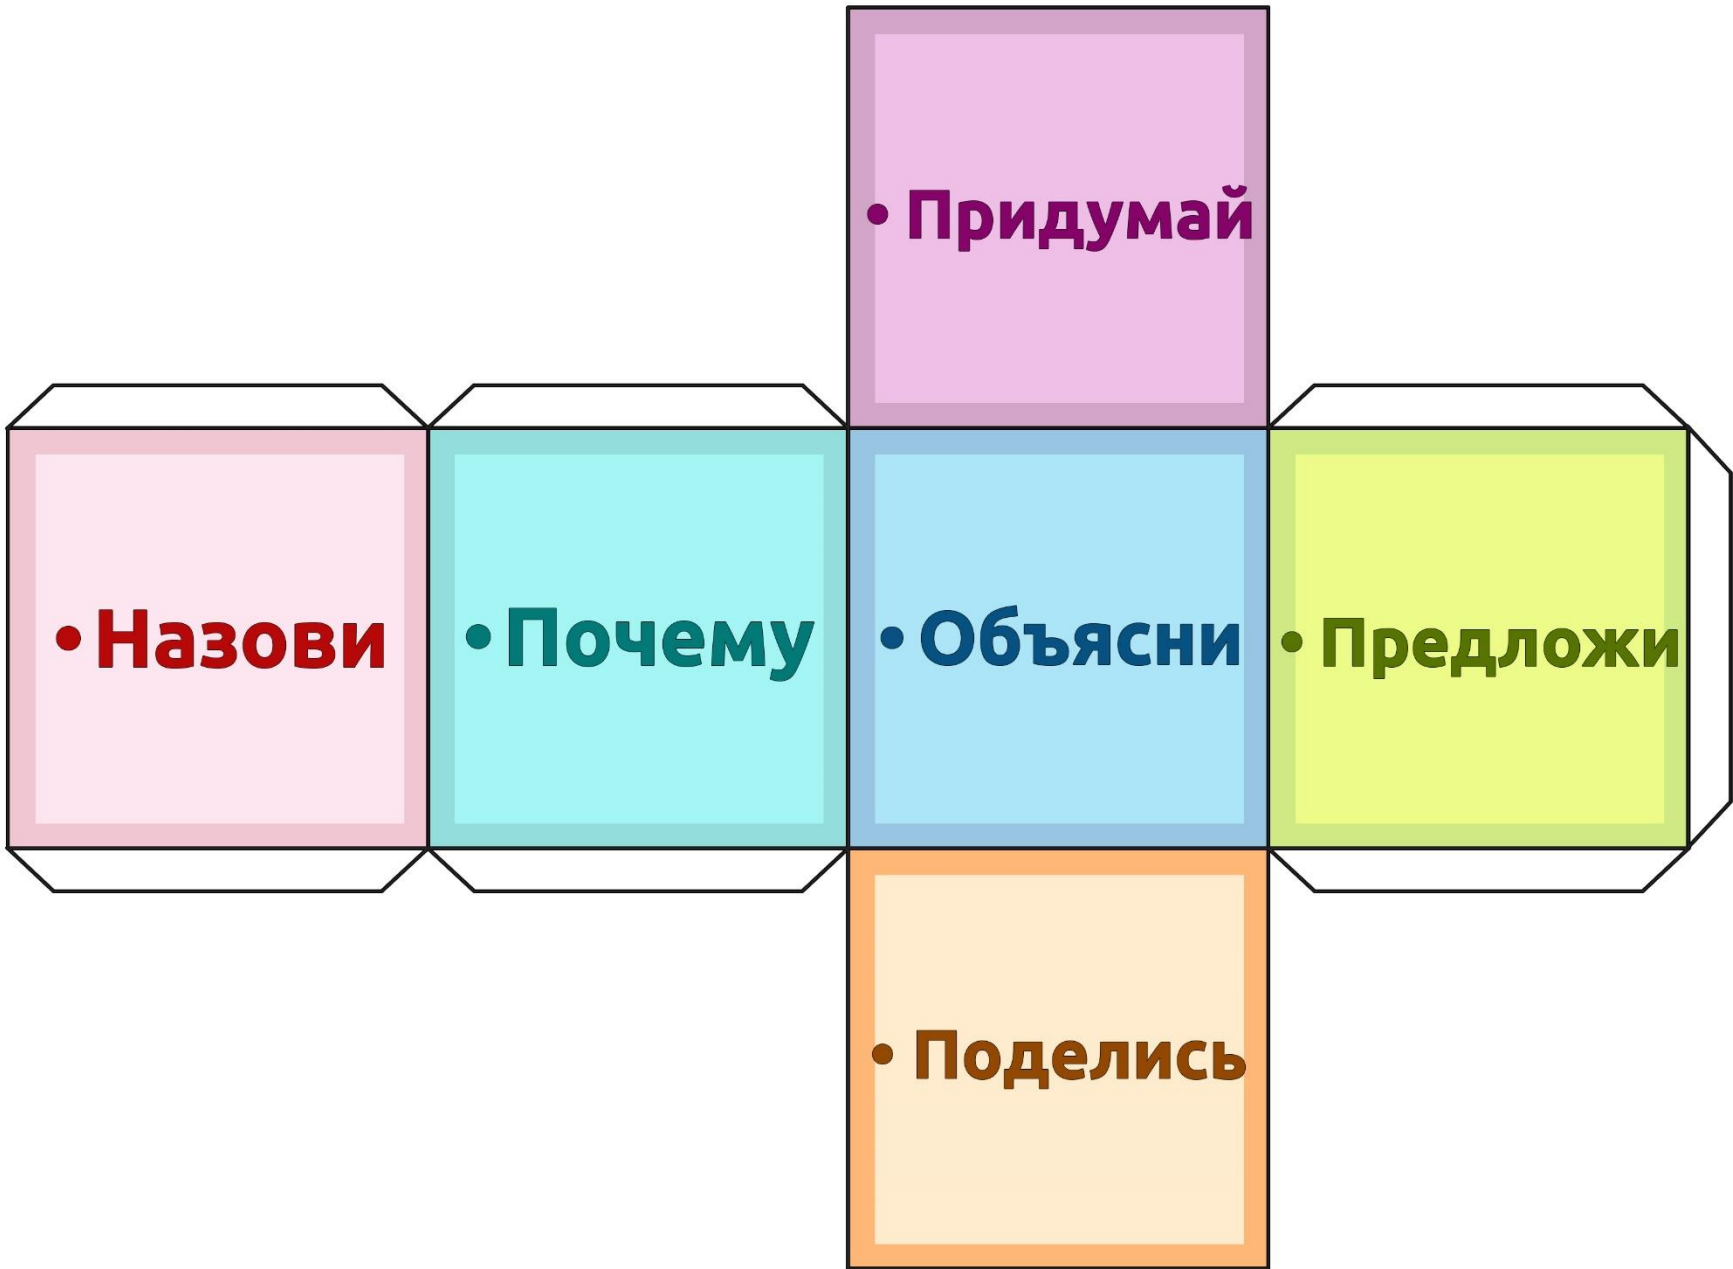 • Придумай
• Назови
• Почему
• Объясни
• Предложи
• Поделись